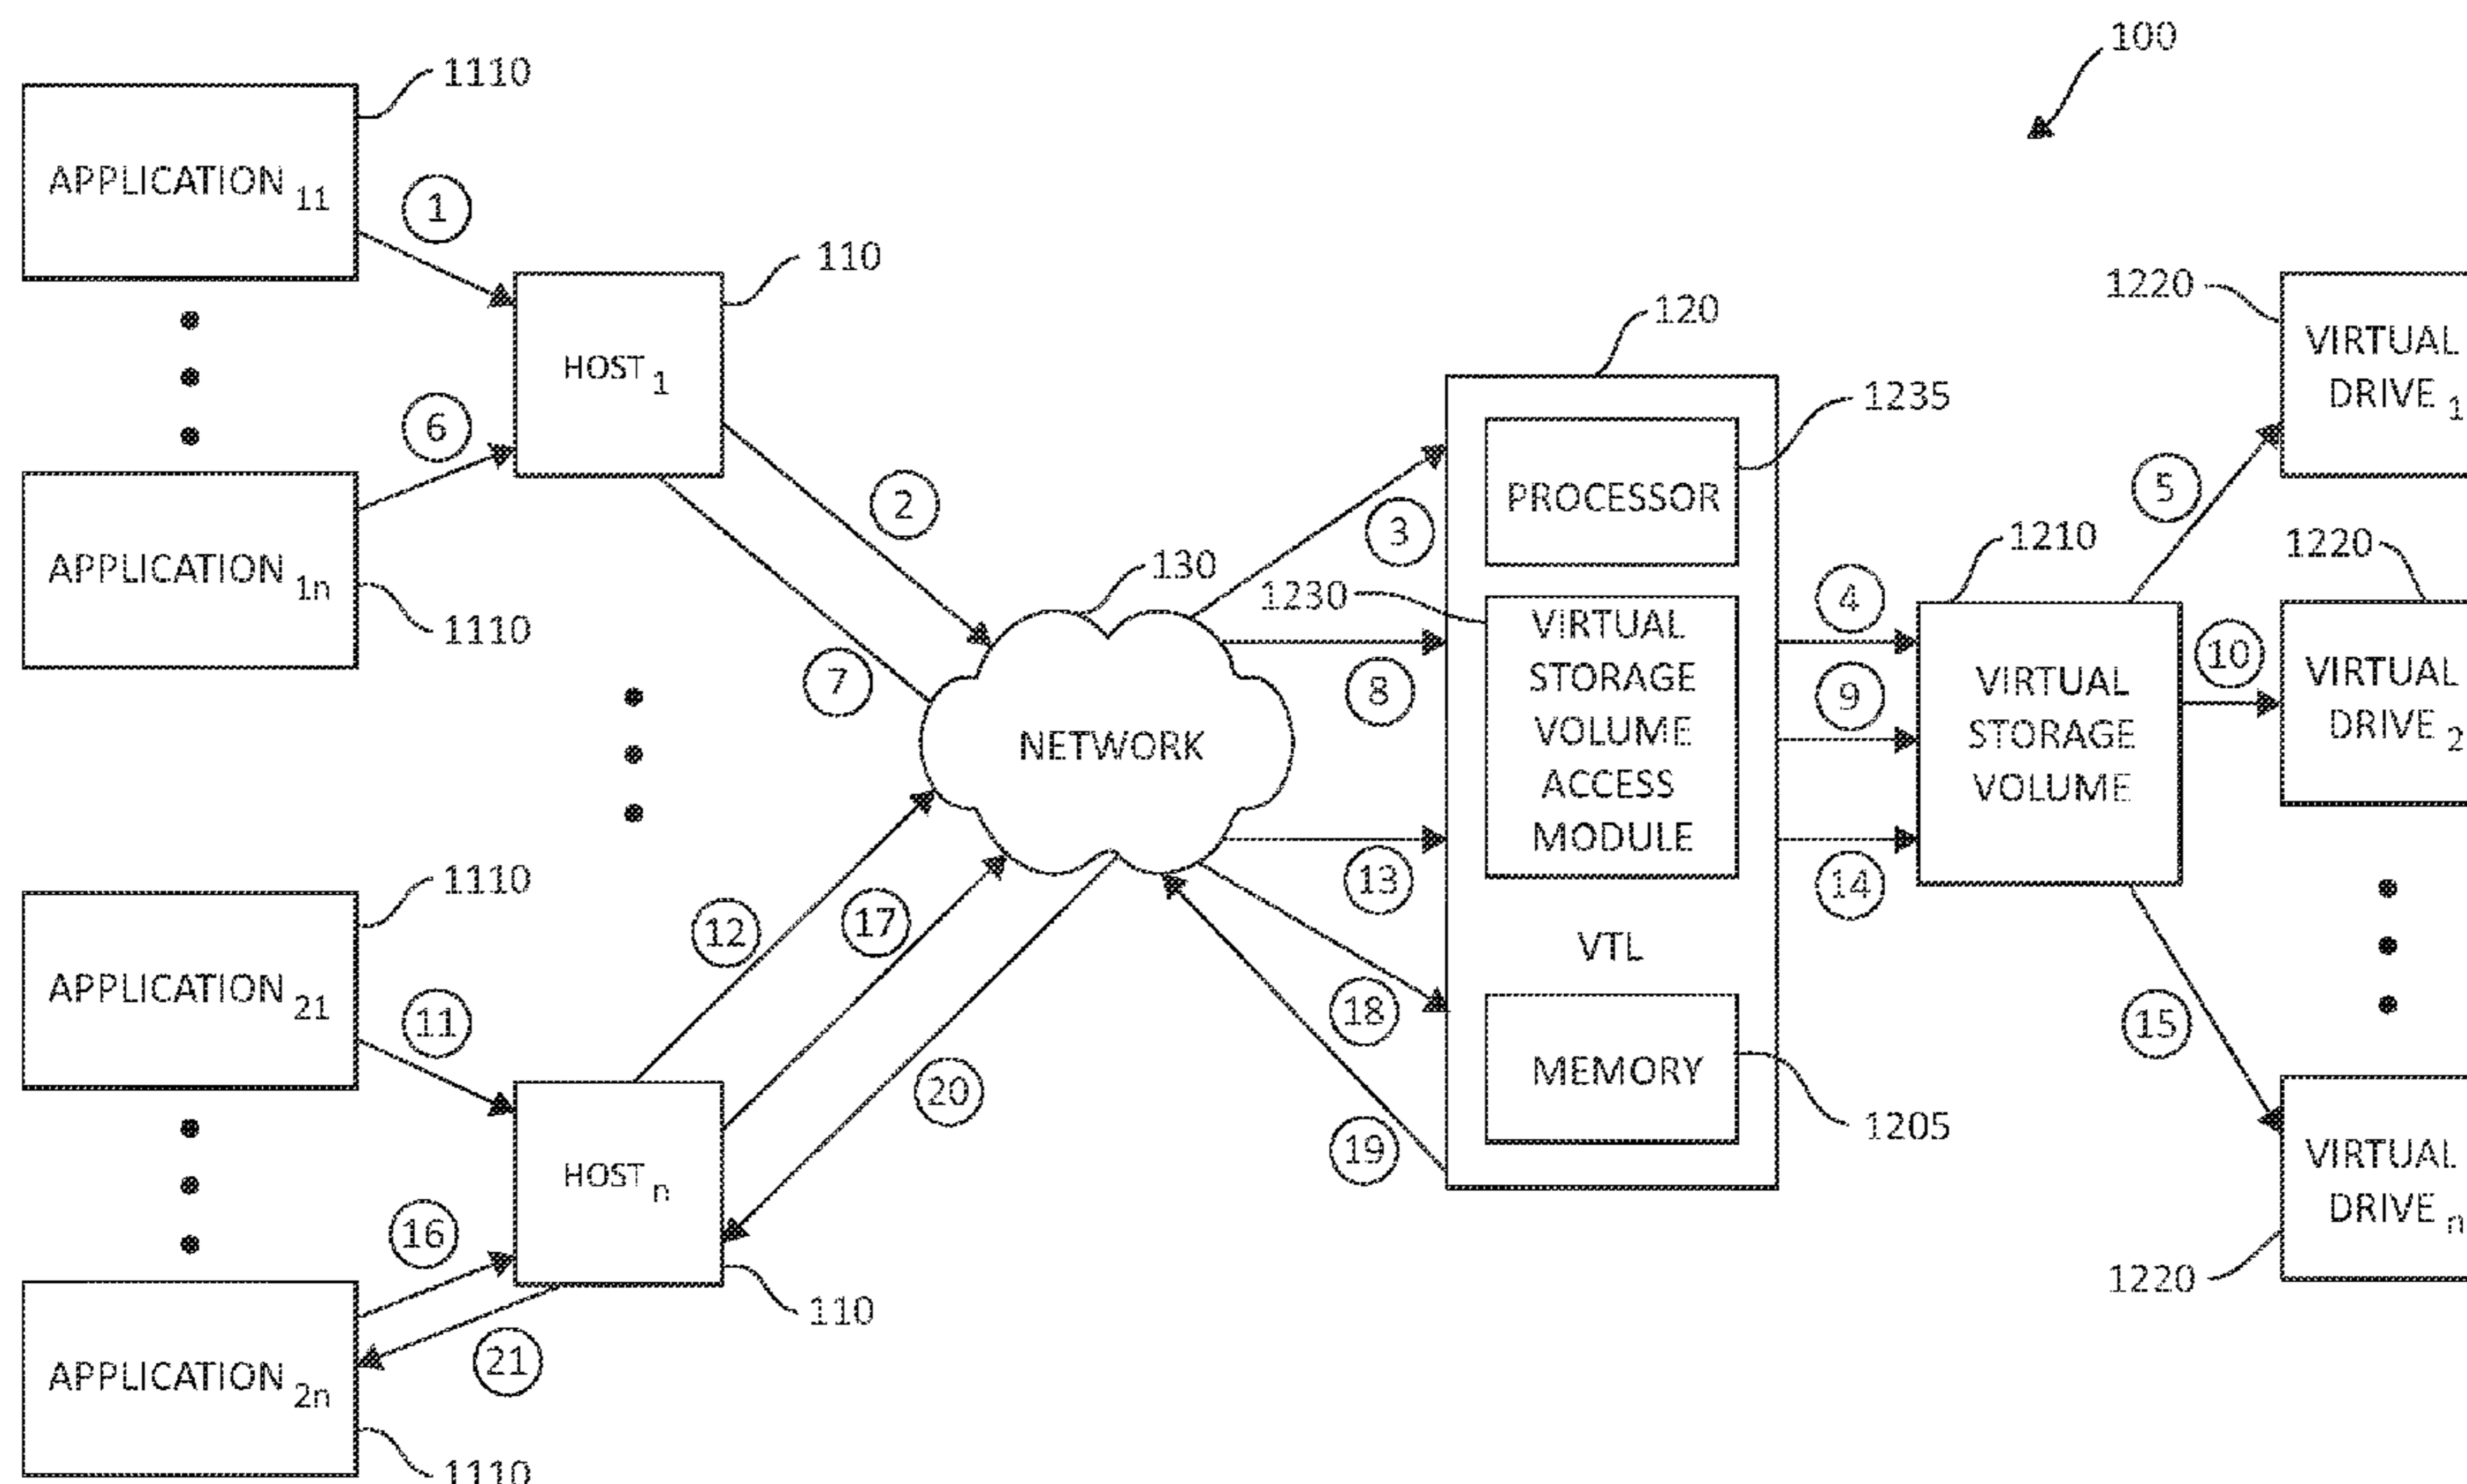 100
1110
APPLICATION 11
1
110
HOST 1
6
APPLICATION 1n
1110
2
7
130
NETWORK
3
8
13
18
19
120
1235
PROCESSOR
1230
VIRTUAL
STORAGE
VOLUME
ACCESS
MODULE
VTL
MEMORY
1205
4
9
14
1210
VIRTUAL
STORAGE
VOLUME
5
10
15
1220
VIRTUAL
DRIVE 1
1220
VIRTUAL
DRIVE 2
VIRTUAL
DRIVE n
1220
1110
APPLICATION 21
11
12
17
20
HOST n
110
16
21
APPLICATION 2n
1110